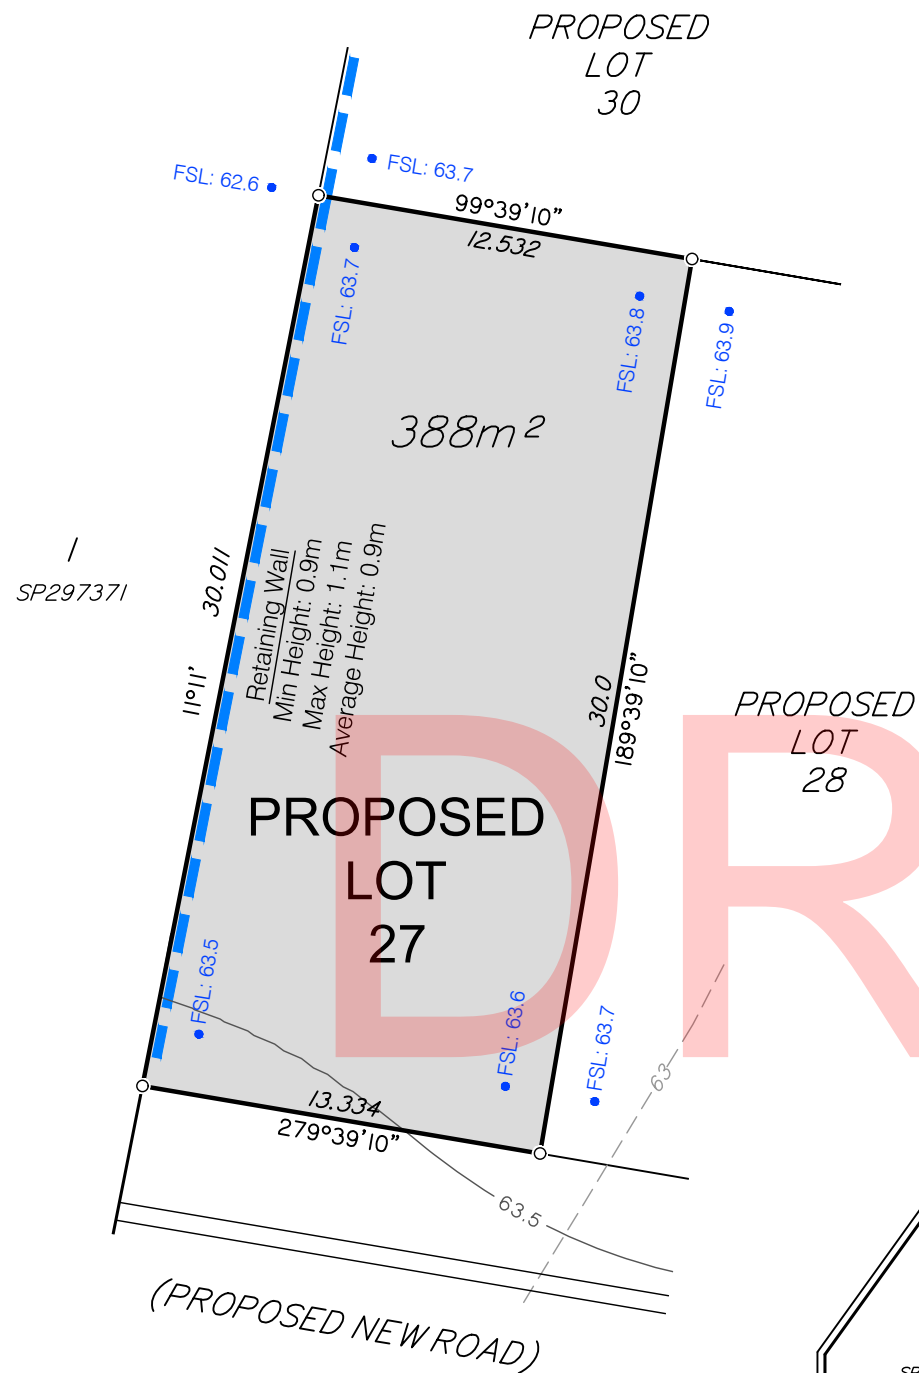 PROPOSED
LOT
30
FSL: 62.6
FSL: 63.7
99°39'10"
12.532
FSL: 63.7
FSL: 63.8
FSL: 63.9
388m²
1
SP297371
30.011
11°11'
Retaining Wall
Min Height: 0.9m
Max Height: 1.1m
Average Height: 0.9m
30.0
189°39'10"
PROPOSED
LOT
28
PROPOSED
LOT
27
DR
FSL: 63.5
FSL: 63.6
FSL: 63.7
63
13.334
279°39'10"
63.5
(PROPOSED NEW ROAD)
SP